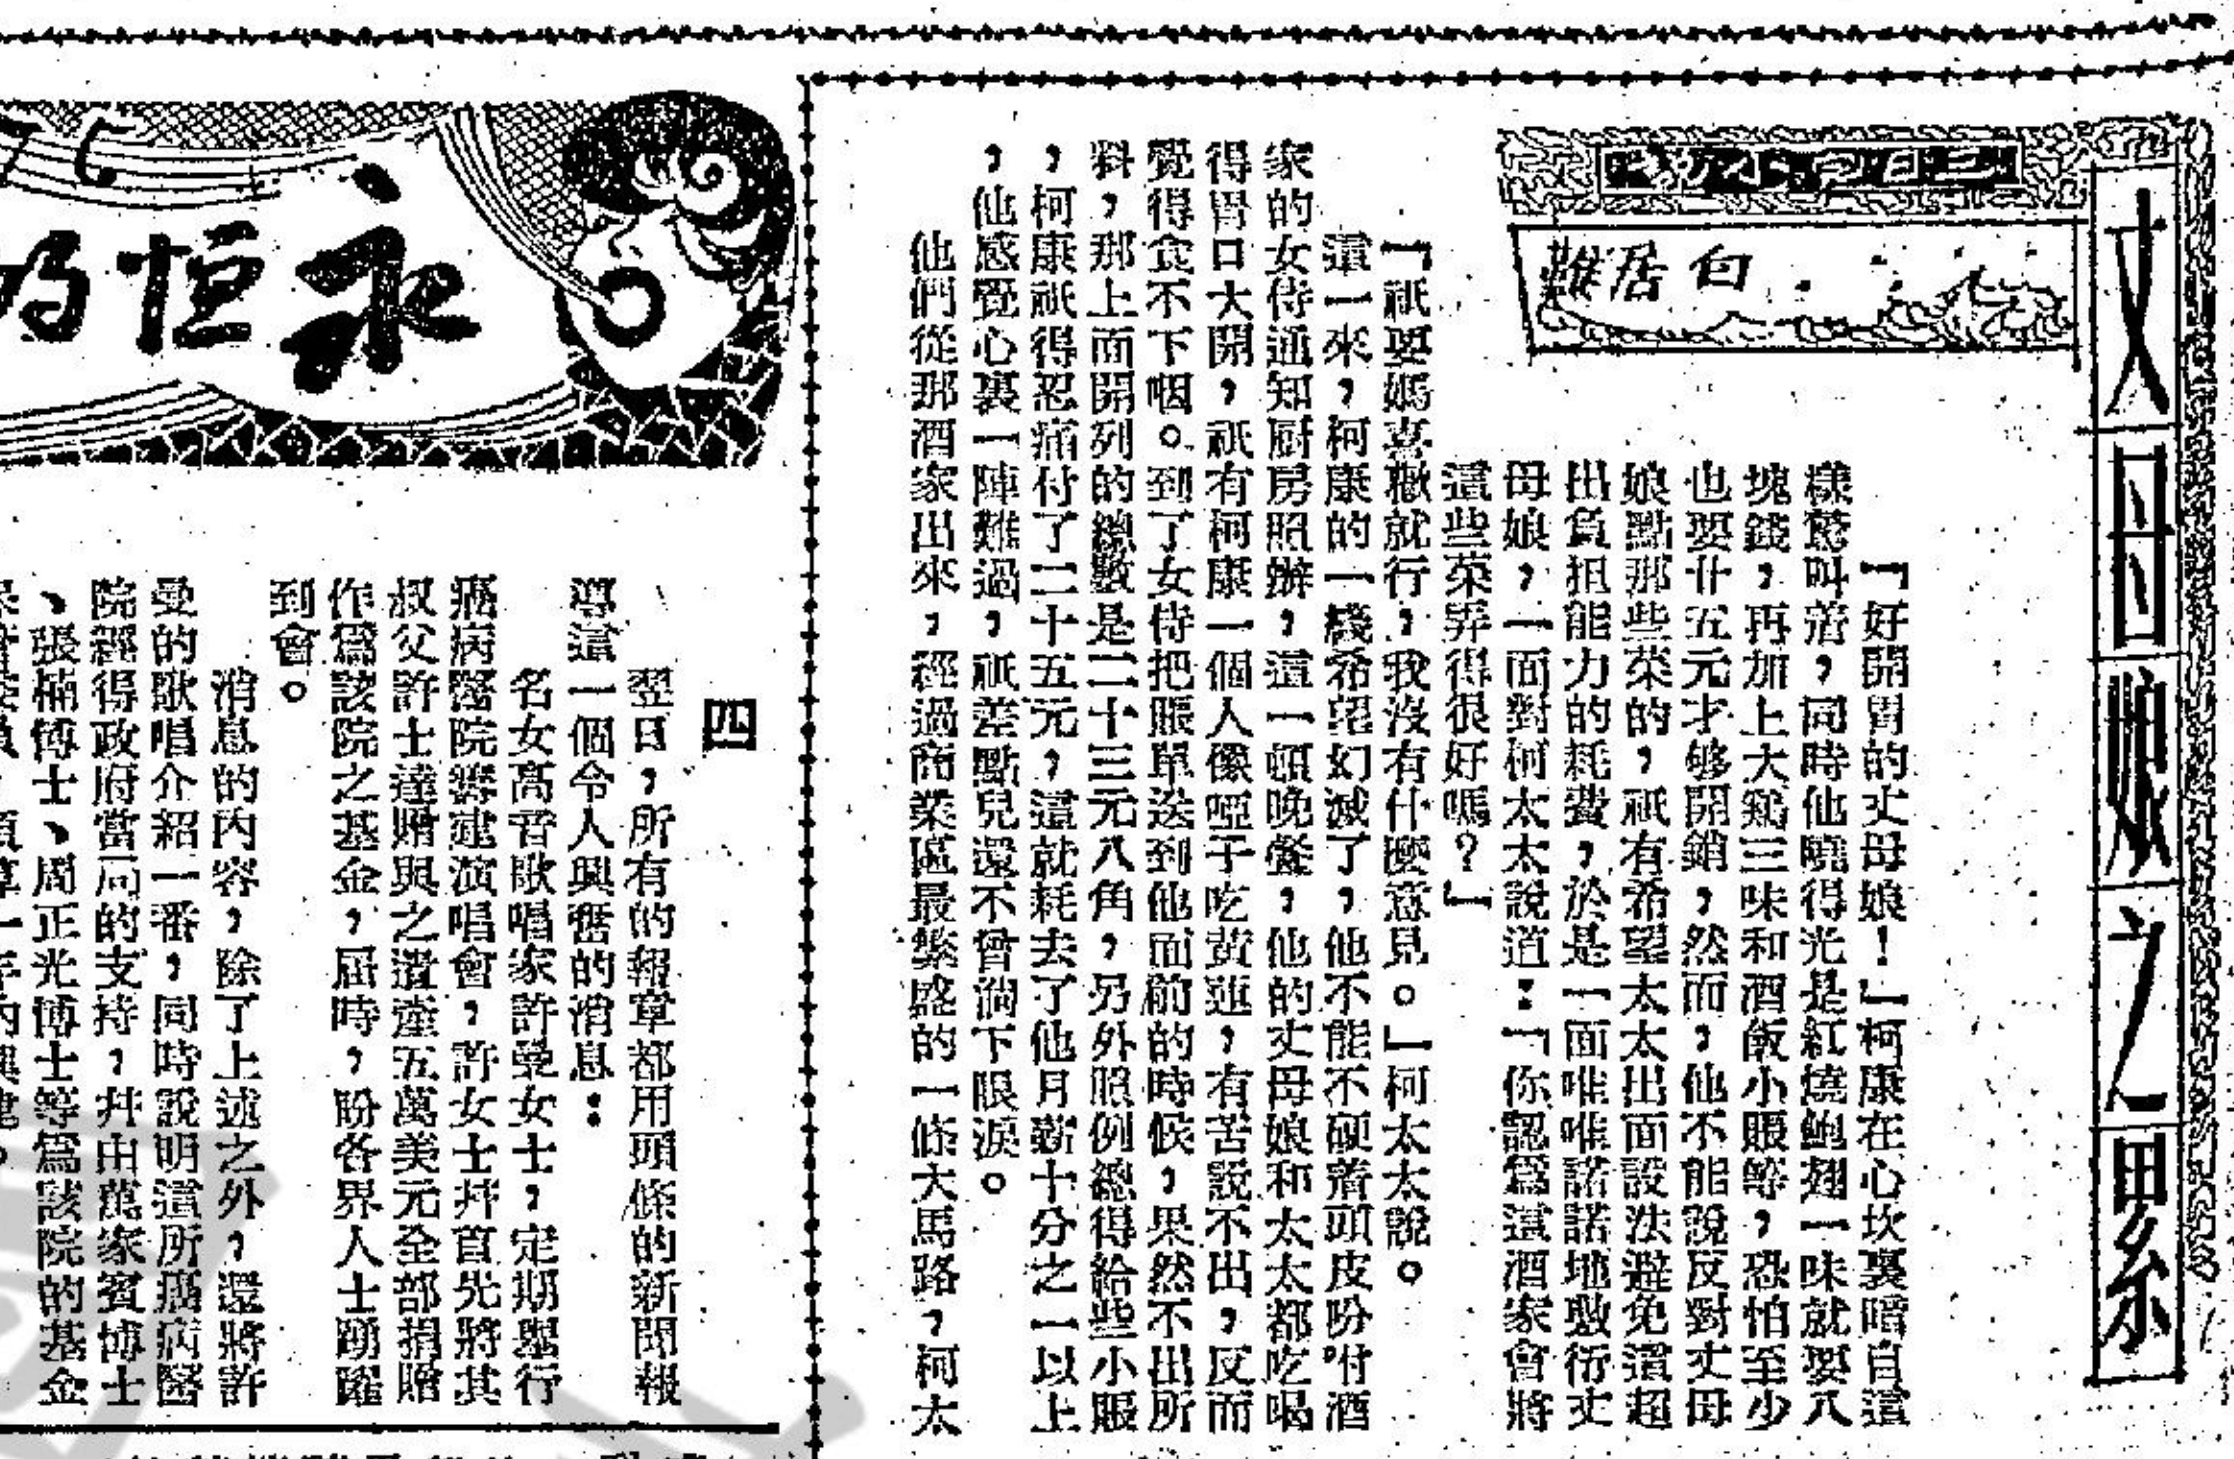 丈母娘之累
三日完小說
白居難
『好開胃的丈母娘！』柯康在心坎裏暗自這
樣驚叫着，同時他曉得光是紅燒鮑翅一味就要八
塊錢，再加上大鷄三味和酒飯小賬等，恐怕至少
也要廿五元才够開銷，然而，他不能說反對丈母
娘點那些菜的，祇有希望太太出面設法避免這超
出負担能力的耗費，於是一面唯唯諾諾地敷衍丈
母娘，一面對柯太太說道：『你認爲這酒家會將
這些菜弄得很好嗎？』
『祇要媽喜歡就行，我沒有什麼意見。』柯太太說。
這一來，柯康的一綫希望幻滅了，他不能不硬着頭皮吩咐酒
家的女侍通知厨房照辦，這一頓晚餐，他的丈母娘和太太都吃喝
得胃口大開，祇有柯康一個人像啞子吃黃連，有苦說不出，反而
覺得食不下咽。到了女侍把賬單送到他面前的時候，果然不出所
料，那上面開列的總數是二十三元八角，另外照例總得給些小賬
，柯康祇得忍痛付了二十五元，這就耗去了他月薪十分之一以上
，他感覺心裏一陣難過，祇差點兒還不曾淌下眼淚。
他們從那酒家出來，經過商業區最繁盛的一條大馬路，柯太
永恒的
四
翌日，所有的報章都用頭條的新聞報
導這一個令人興奮的消息：
名女高音歌唱家許曼女士，定期舉行
癌病醫院籌建演唱會，許女士幷首先將其
叔父許士達贈與之遺產五萬美元全部捐贈
作爲該院之基金，屆時，盼各界人士踴躍
到會。
消息的內容，除了上述之外，還將許
曼的歌唱介紹一番，同時說明這所癌病醫
院經得政府當局的支持，幷由萬家賓博士
、張楠博士、周正光博士等爲該院的基金